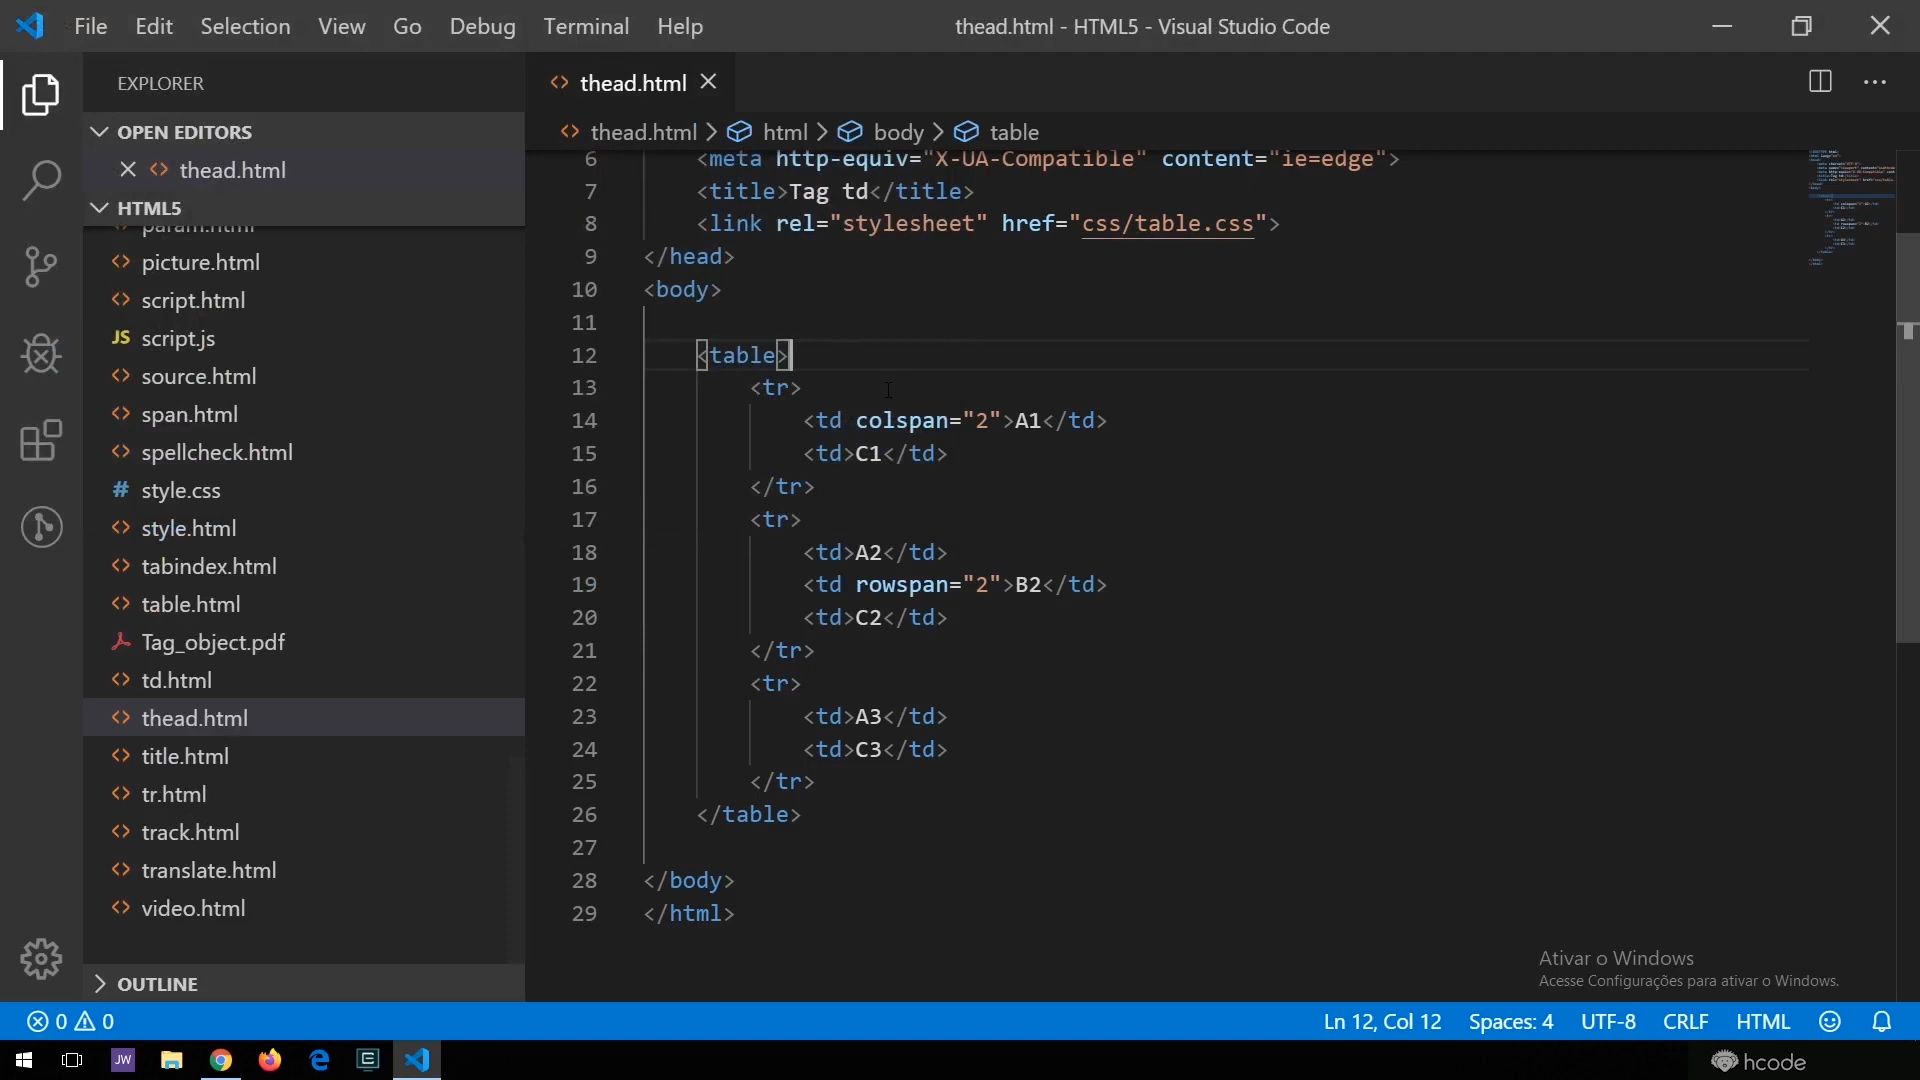 File Edit Selection View Go Debug Terminal Help thead.html - HTML5 - Visual Studio Code
EXPLORER
OPEN EDITORS
thead.html
HTML5
param.html
picture.html
script.html
JS script.js
source.html
span.html
spellcheck.html
# style.css
style.html
tabindex.html
table.html
Tag_object.pdf
td.html
thead.html
title.html
tr.html
track.html
translate.html
video.html
OUTLINE
thead.html
thead.html > html > body > table
6 <meta http-equiv="X-UA-Compatible" content="ie=edge">
7 <title>Tag td</title>
8 <link rel="stylesheet" href="css/table.css">
9 </head>
10 <body>
11
12 <table>
13 <tr>
14 <td colspan="2">A1</td>
15 <td>C1</td>
16 </tr>
17 <tr>
18 <td>A2</td>
19 <td rowspan="2">B2</td>
20 <td>C2</td>
21 </tr>
22 <tr>
23 <td>A3</td>
24 <td>C3</td>
25 </tr>
26 </table>
27
28 </body>
29 </html>
Ativar o Windows
Acesse Configurações para ativar o Windows.
0 0 Ln 12, Col 12 Spaces: 4 UTF-8 CRLF HTML
JW
hcode